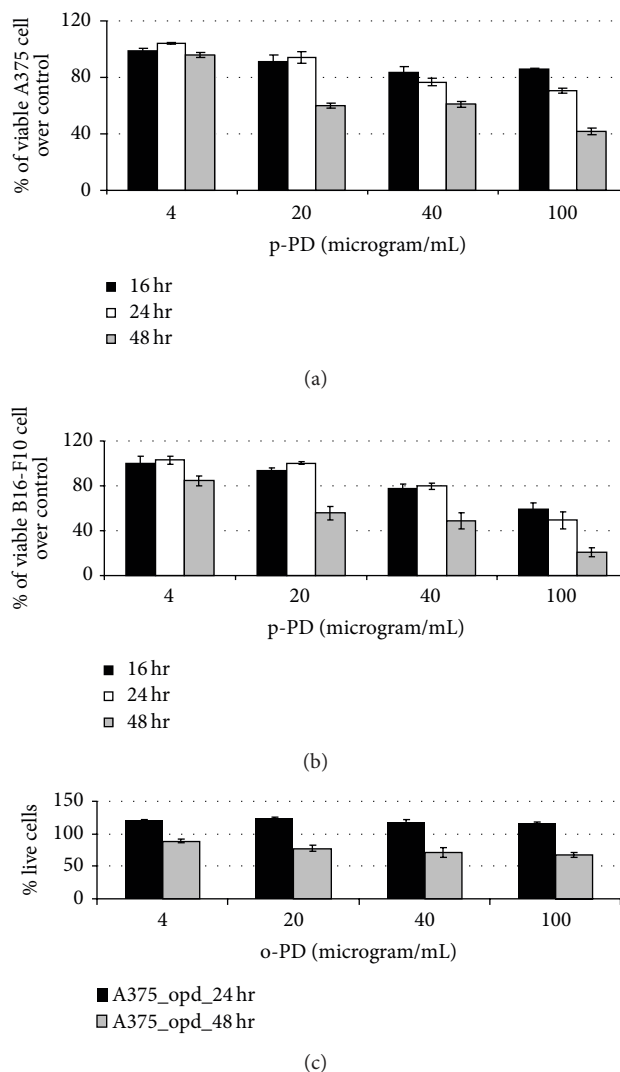 % of viable A375 cell
over control
120
80
40
0
4 20 40 100
p-PD (microgram/mL)
16 hr
24 hr
48 hr
(a)
% of viable B16-F10 cell
over control
120
80
40
0
4 20 40 100
p-PD (microgram/mL)
16 hr
24 hr
48 hr
(b)
% live cells
150
100
50
0
4 20 40 100
o-PD (microgram/mL)
A375_opd_24 hr
A375_opd_48 hr
(c)